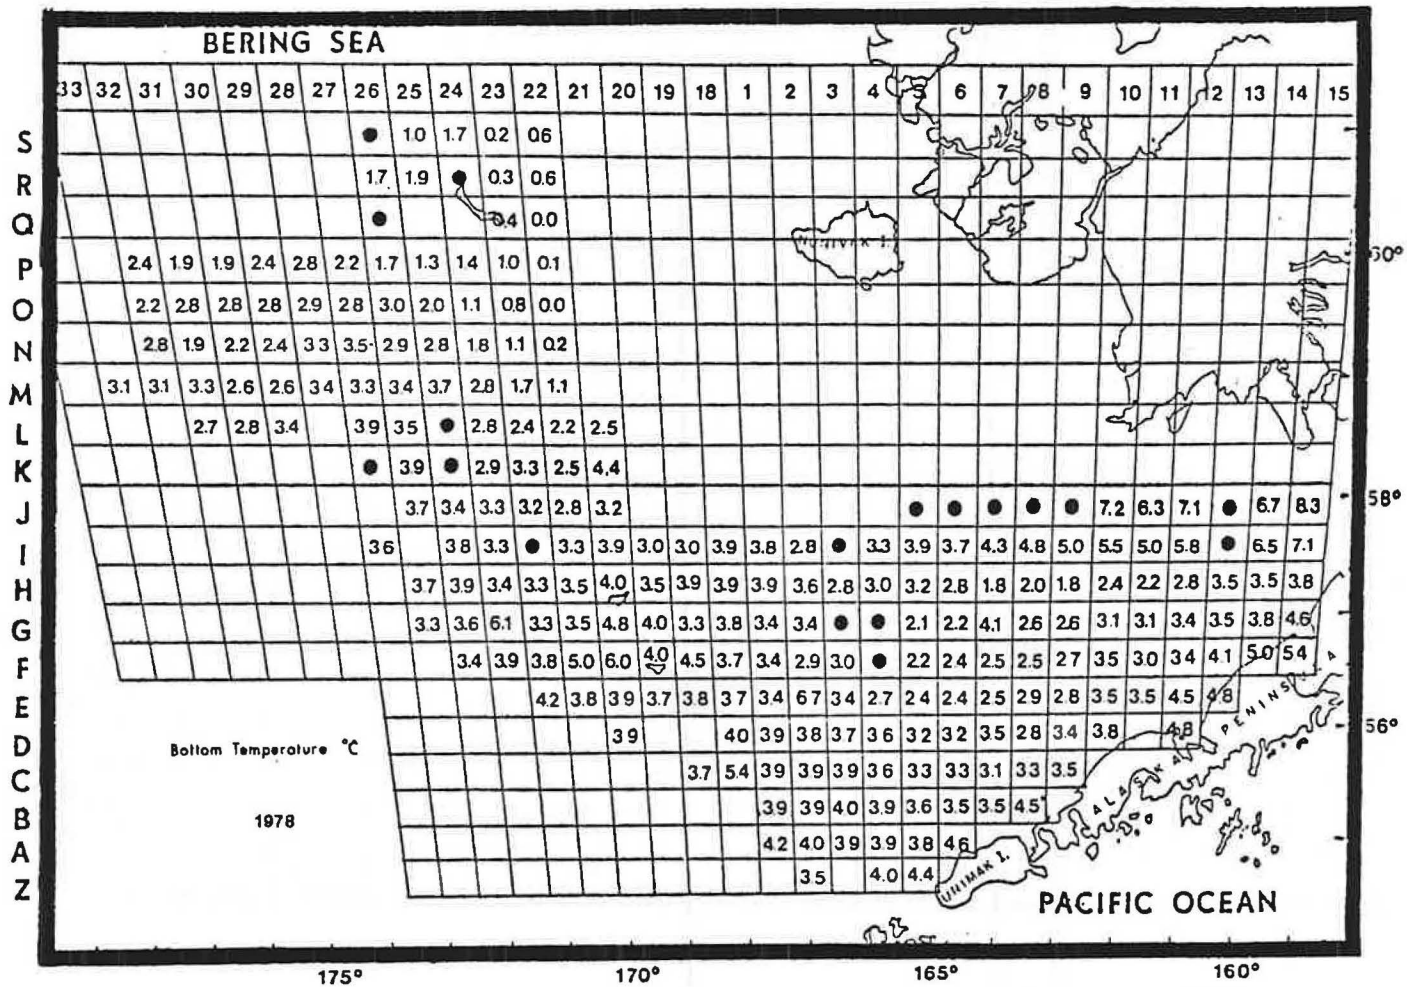 BERING SEA
33 32 31 30 29 28 27 26 25 24 23 22 21 20 19 18 1 2 3 4 5 6 7 8 9 10 11 12 13 14 15
S ● 1.0 1.7 0.2 0.6
R 1.7 1.9 ● 0.3 0.6
Q ● 0.4 0.0
NUNIVAK I.
P 2.4 1.9 1.9 2.4 2.8 2.2 1.7 1.3 1.4 1.0 0.1 60°
O 2.2 2.8 2.8 2.8 2.9 2.8 3.0 2.0 1.1 0.8 0.0
N 2.8 1.9 2.2 2.4 3.3 3.5 2.9 2.8 1.8 1.1 0.2
M 3.1 3.1 3.3 2.6 2.6 3.4 3.3 3.4 3.7 2.8 1.7 1.1
L 2.7 2.8 3.4 3.9 3.5 ● 2.8 2.4 2.2 2.5
K ● 3.9 ● 2.9 3.3 2.5 4.4
J 3.7 3.4 3.3 3.2 2.8 3.2 ● ● ● ● ● 7.2 6.3 7.1 ● 6.7 8.3 58°
I 3.6 3.8 3.3 ● 3.3 3.9 3.0 3.0 3.9 3.8 2.8 ● 3.3 3.9 3.7 4.3 4.8 5.0 5.5 5.0 5.8 ● 6.5 7.1
H 3.7 3.9 3.4 3.3 3.5 4.0 3.5 3.9 3.9 3.9 3.6 2.8 3.0 3.2 2.8 1.8 2.0 1.8 2.4 2.2 2.8 3.5 3.5 3.8
G 3.3 3.6 6.1 3.3 3.5 4.8 4.0 3.3 3.8 3.4 3.4 ● ● 2.1 2.2 4.1 2.6 2.6 3.1 3.1 3.4 3.5 3.8 4.6
F 3.4 3.9 3.8 5.0 6.0 4.0 4.5 3.7 3.4 2.9 3.0 ● 2.2 2.4 2.5 2.5 2.7 3.5 3.0 3.4 4.1 5.0 5.4
E 4.2 3.8 3.9 3.7 3.8 3.7 3.4 6.7 3.4 2.7 2.4 2.4 2.5 2.9 2.8 3.5 3.5 4.5 4.8
D 3.9 4.0 3.9 3.8 3.7 3.6 3.2 3.2 3.5 2.8 3.4 3.8 4.8 56°
Bottom Temperature °C
C 3.7 5.4 3.9 3.9 3.9 3.6 3.3 3.3 3.1 3.3 3.5
ALASKA PENINSULA
B 3.9 3.9 4.0 3.9 3.6 3.5 3.5 4.5
1978
A 4.2 4.0 3.9 3.9 3.8 4.6
Z 3.5 4.0 4.4
UNIMAK I.
PACIFIC OCEAN
175° 170° 165° 160°